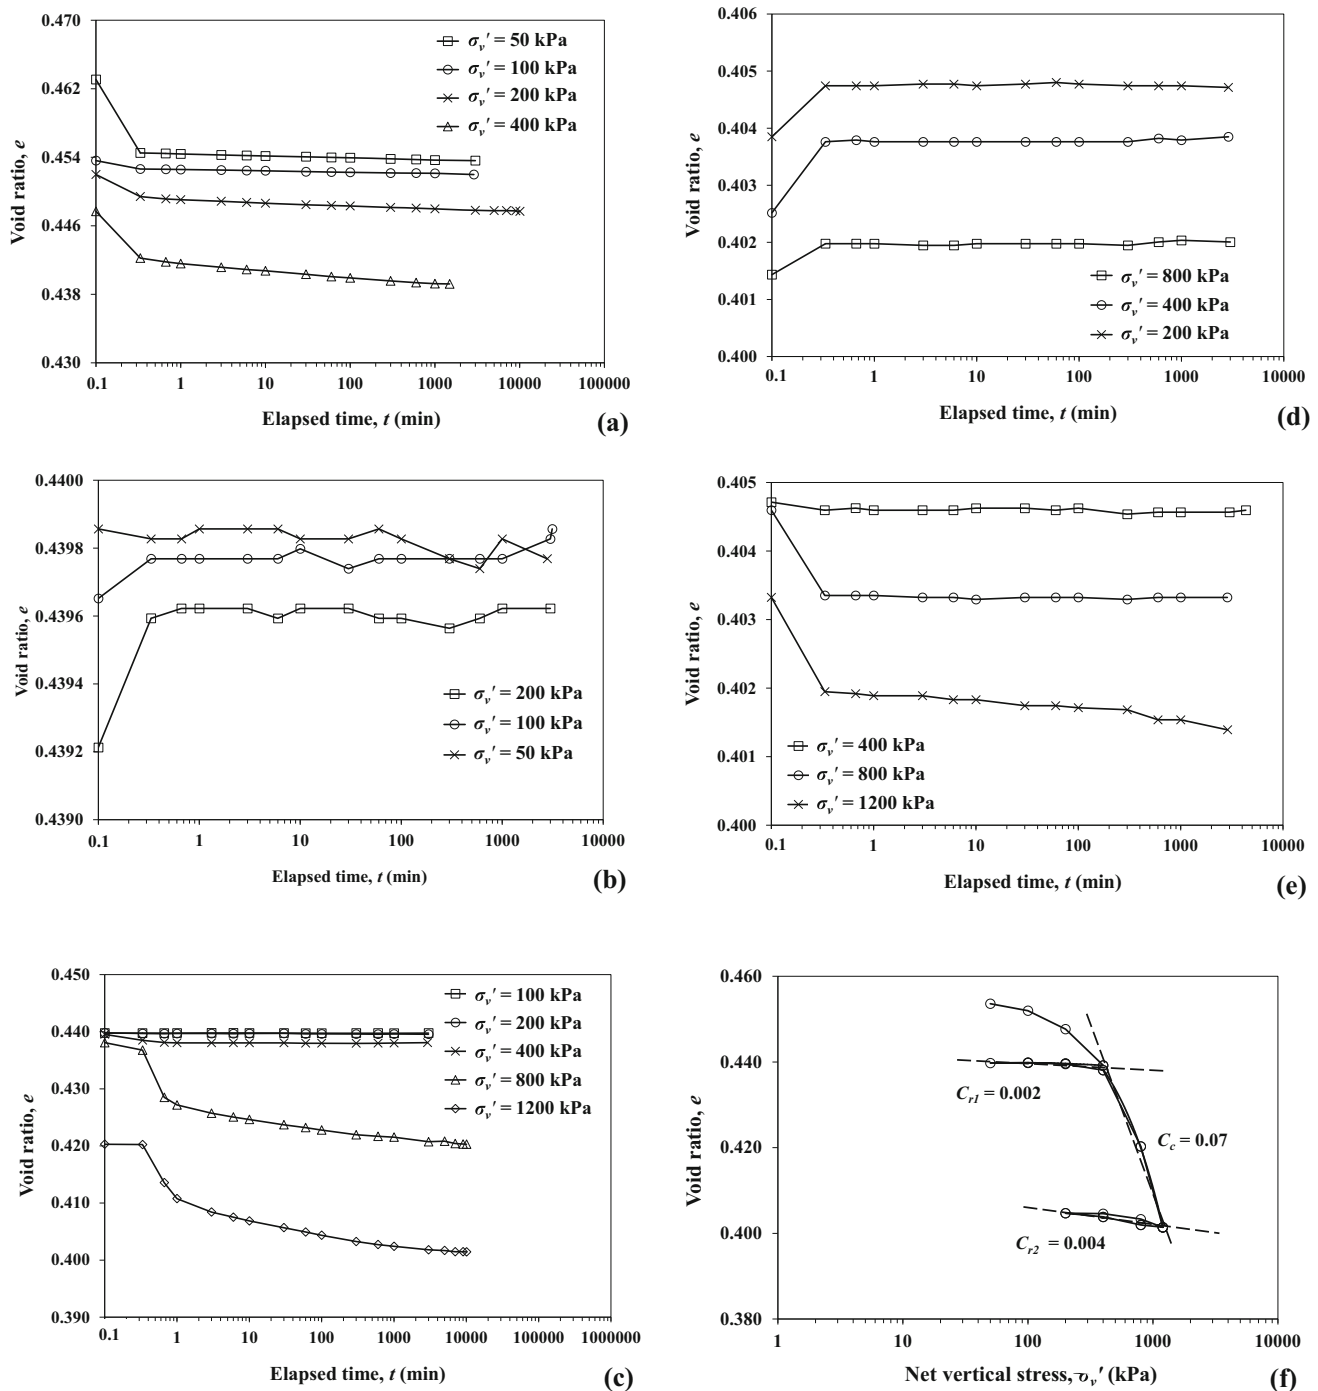 0.470
0.462
0.454
0.446
0.438
0.430
Void ratio, e
σv′ = 50 kPa
σv′ = 100 kPa
σv′ = 200 kPa
σv′ = 400 kPa
0.1 1 10 100 1000 10000 100000
Elapsed time, t (min)
(a)
0.406
0.405
0.404
0.403
0.402
0.401
0.400
Void ratio, e
σv′ = 800 kPa
σv′ = 400 kPa
σv′ = 200 kPa
0.1 1 10 100 1000 10000
Elapsed time, t (min)
(d)
0.4400
0.4398
0.4396
0.4394
0.4392
0.4390
Void ratio, e
σv′ = 200 kPa
σv′ = 100 kPa
σv′ = 50 kPa
0.1 1 10 100 1000 10000
Elapsed time, t (min)
(b)
0.405
0.404
0.403
0.402
0.401
0.400
Void ratio, e
σv′ = 400 kPa
σv′ = 800 kPa
σv′ = 1200 kPa
0.1 1 10 100 1000 10000
Elapsed time, t (min)
(e)
0.450
0.440
0.430
0.420
0.410
0.400
0.390
Void ratio, e
σv′ = 100 kPa
σv′ = 200 kPa
σv′ = 400 kPa
σv′ = 800 kPa
σv′ = 1200 kPa
0.1 1 10 100 1000 10000 100000 1000000
Elapsed time, t (min)
(c)
0.460
0.440
0.420
0.400
0.380
Void ratio, e
Cr1 = 0.002
Cc = 0.07
Cr2 = 0.004
1 10 100 1000 10000
Net vertical stress, σv′ (kPa)
(f)